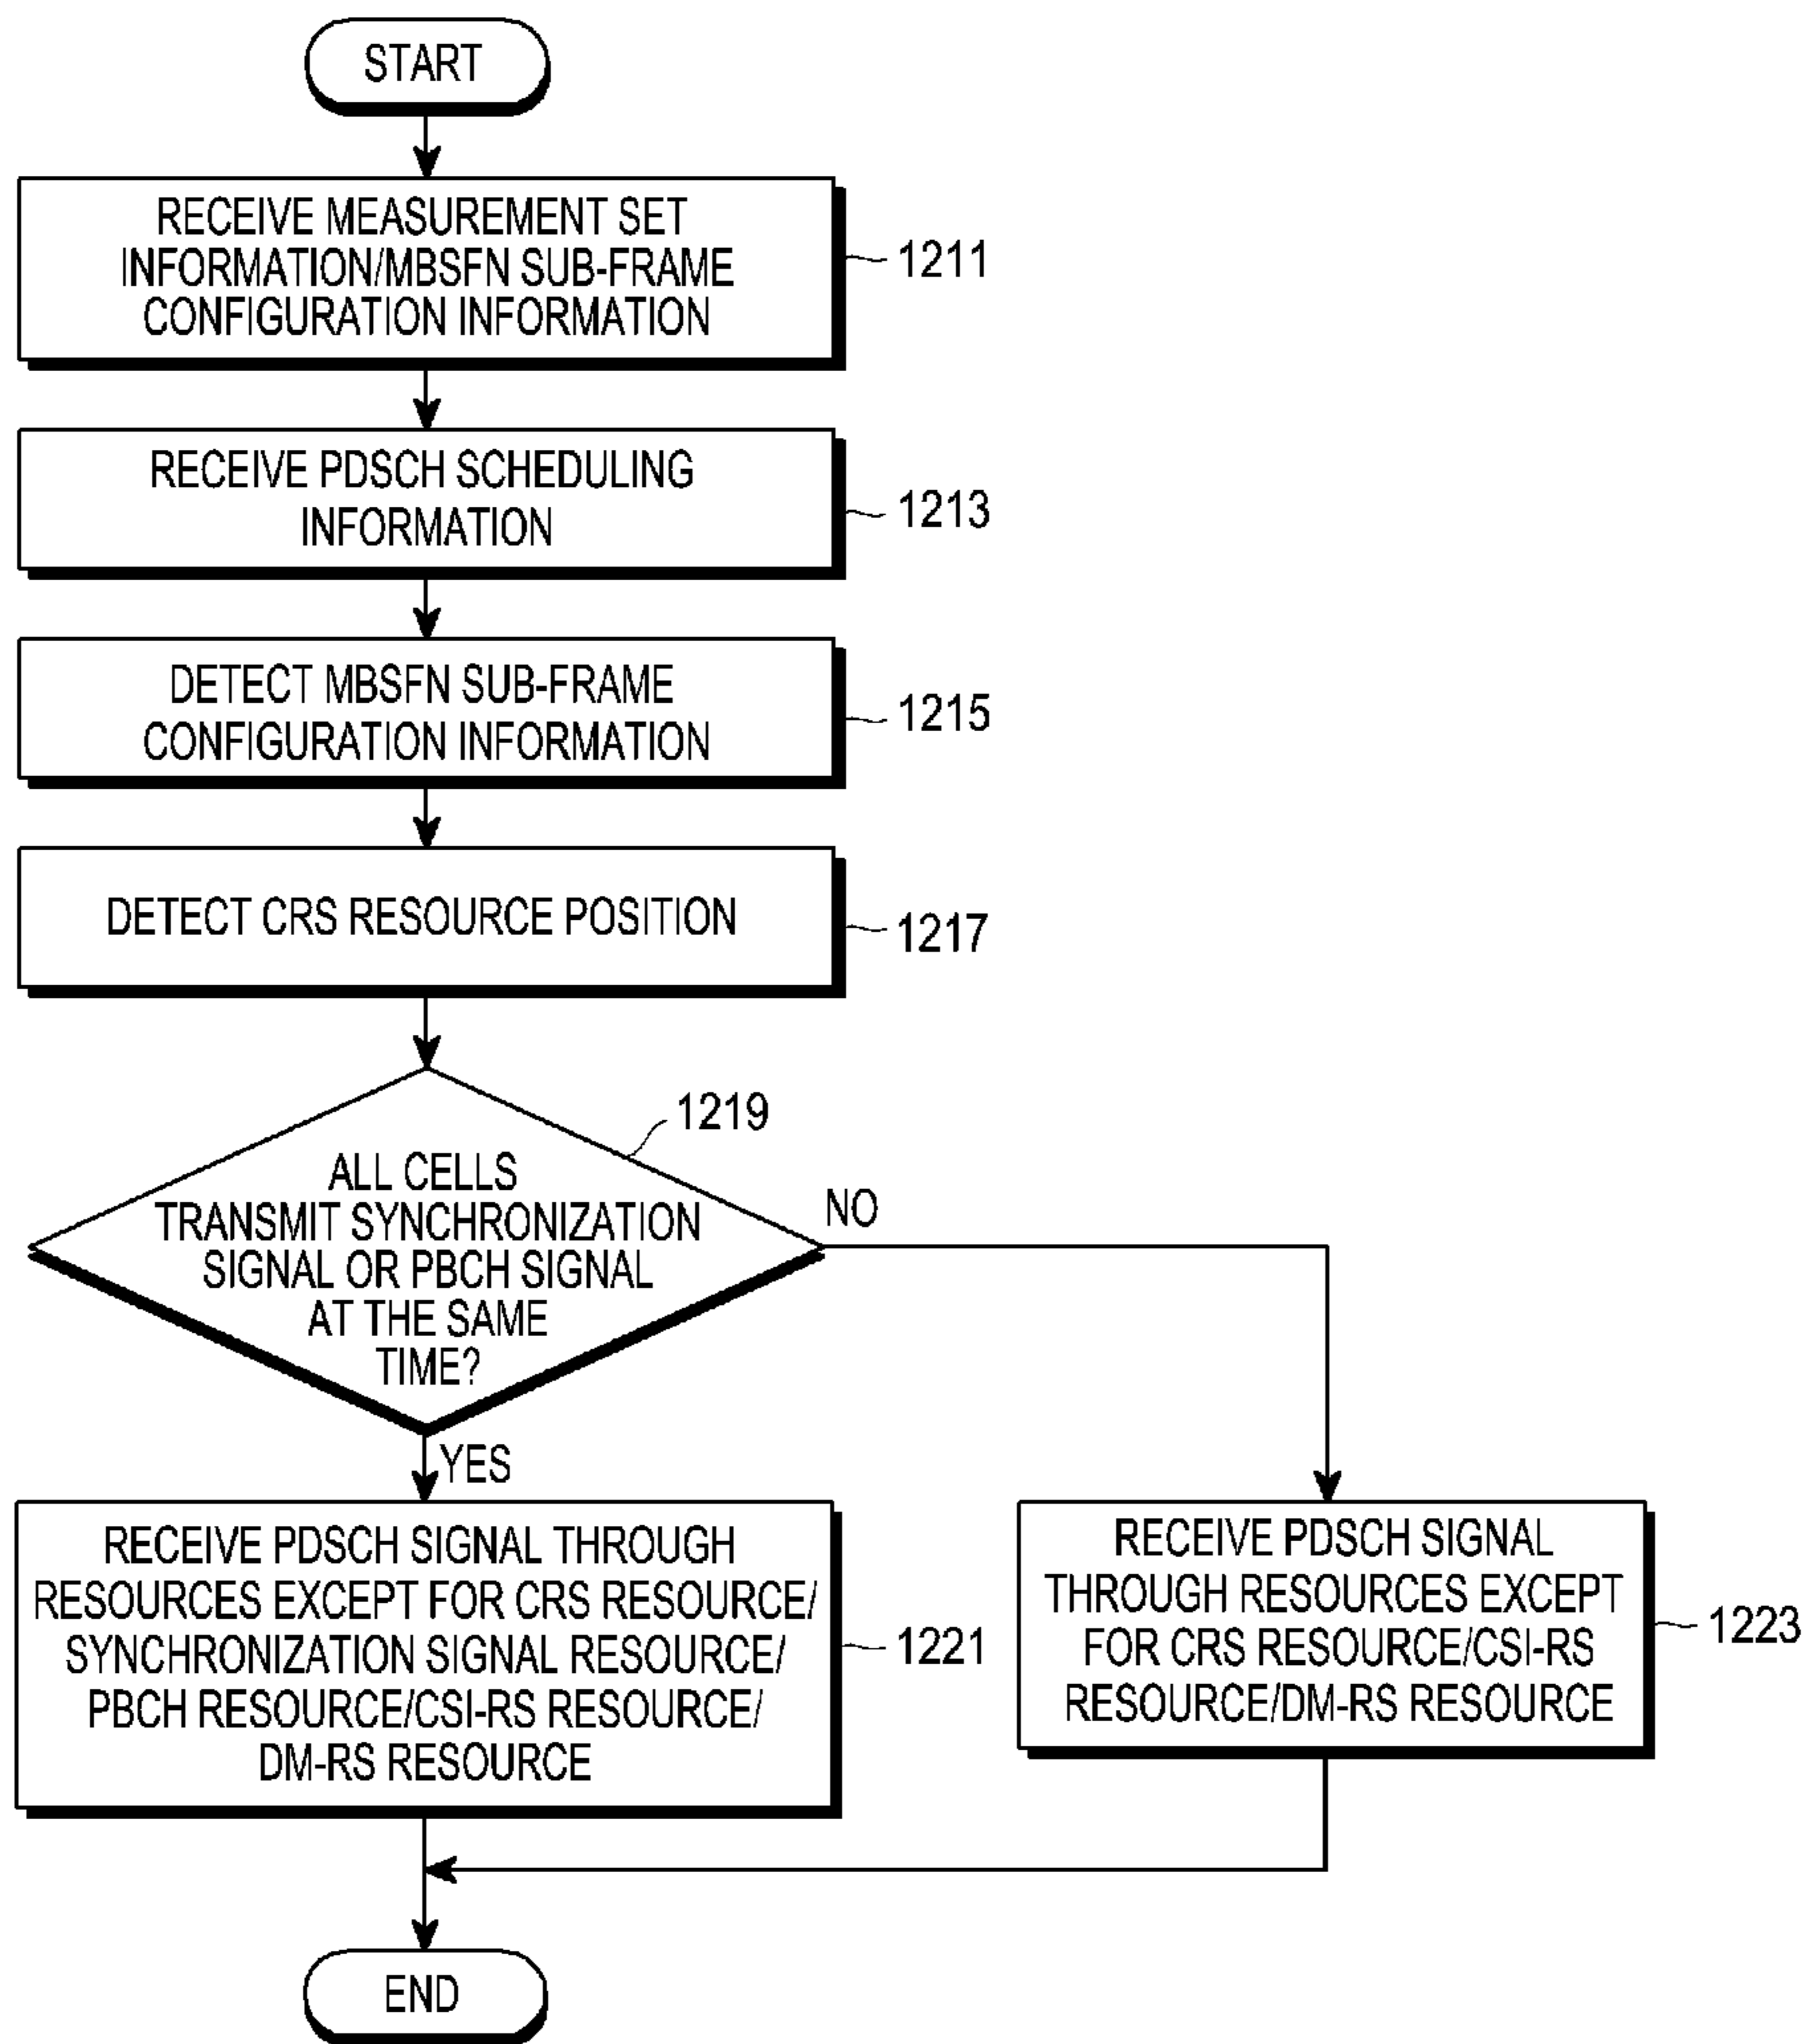 START
RECEIVE MEASUREMENT SET
INFORMATION/MBSFN SUB-FRAME
CONFIGURATION INFORMATION
1211
RECEIVE PDSCH SCHEDULING
INFORMATION
1213
DETECT MBSFN SUB-FRAME
CONFIGURATION INFORMATION
1215
DETECT CRS RESOURCE POSITION
1217
1219
ALL CELLS
TRANSMIT SYNCHRONIZATION
SIGNAL OR PBCH SIGNAL
AT THE SAME
TIME?
NO
YES
RECEIVE PDSCH SIGNAL THROUGH
RESOURCES EXCEPT FOR CRS RESOURCE/
SYNCHRONIZATION SIGNAL RESOURCE/
PBCH RESOURCE/CSI-RS RESOURCE/
DM-RS RESOURCE
1221
RECEIVE PDSCH SIGNAL
THROUGH RESOURCES EXCEPT
FOR CRS RESOURCE/CSI-RS
RESOURCE/DM-RS RESOURCE
1223
END